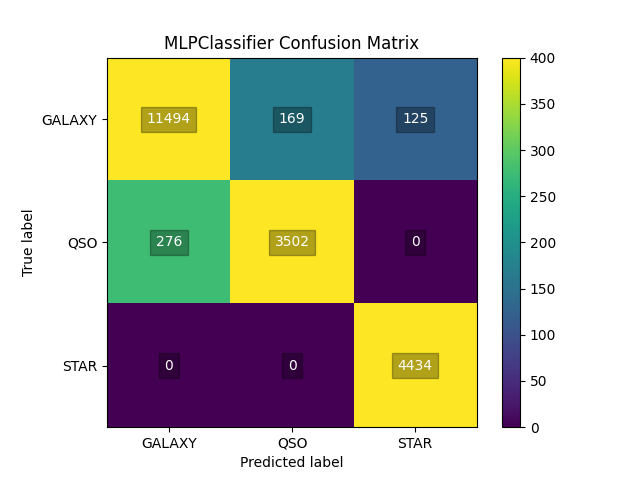 MLPClassifier Confusion Matrix
GALAXY 11494 169 125
QSO 276 3502 0
STAR 0 0 4434
GALAXY QSO STAR
Predicted label
True label
400
350
300
250
200
150
100
50
0